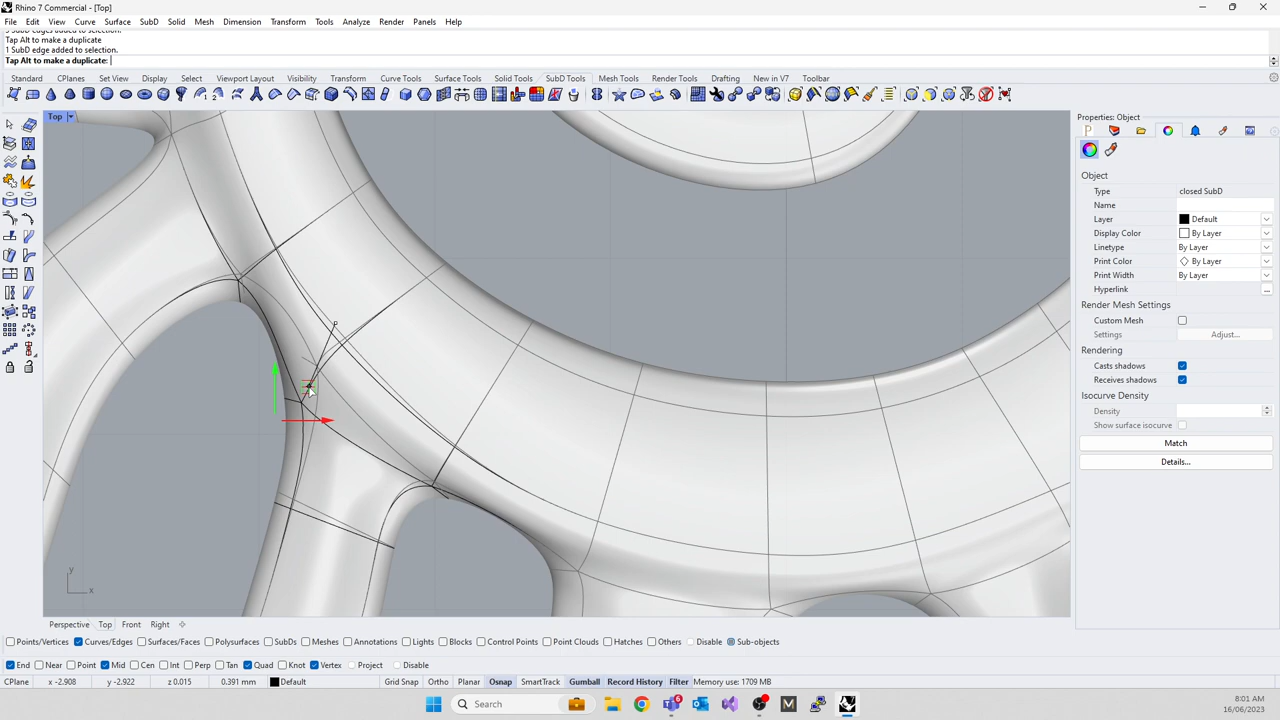 Rhino 7 Commercial - [Top]
File Edit View Curve Surface SubD Solid Mesh Dimension Transform Tools Analyze Render Panels Help
Tap Alt to make a duplicate
1 SubD edge added to selection.
Tap Alt to make a duplicate:
Standard CPlanes Set View Display Select Viewport Layout Visibility Transform Curve Tools Surface Tools Solid Tools SubD Tools Mesh Tools Render Tools Drafting New in V7 Toolbar
Top
Properties: Object
Object
Type closed SubD
Name
Layer Default
Display Color By Layer
Linetype By Layer
Print Color By Layer
Print Width By Layer
Hyperlink ...
Render Mesh Settings
Custom Mesh
Settings Adjust...
Rendering
Casts shadows
Receives shadows
Isocurve Density
Density
Show surface isocurve
Match
Details...
y
x
Perspective Top Front Right
Points/Vertices Curves/Edges Surfaces/Faces Polysurfaces SubDs Meshes Annotations Lights Blocks Control Points Point Clouds Hatches Others Disable Sub-objects
End Near Point Mid Cen Int Perp Tan Quad Knot Vertex Project Disable
CPlane x -2.908 y -2.922 z 0.015 0.391 mm Default Grid Snap Ortho Planar Osnap SmartTrack Gumball Record History Filter Memory use: 1709 MB
Search
6
M
8:01 AM
16/06/2023